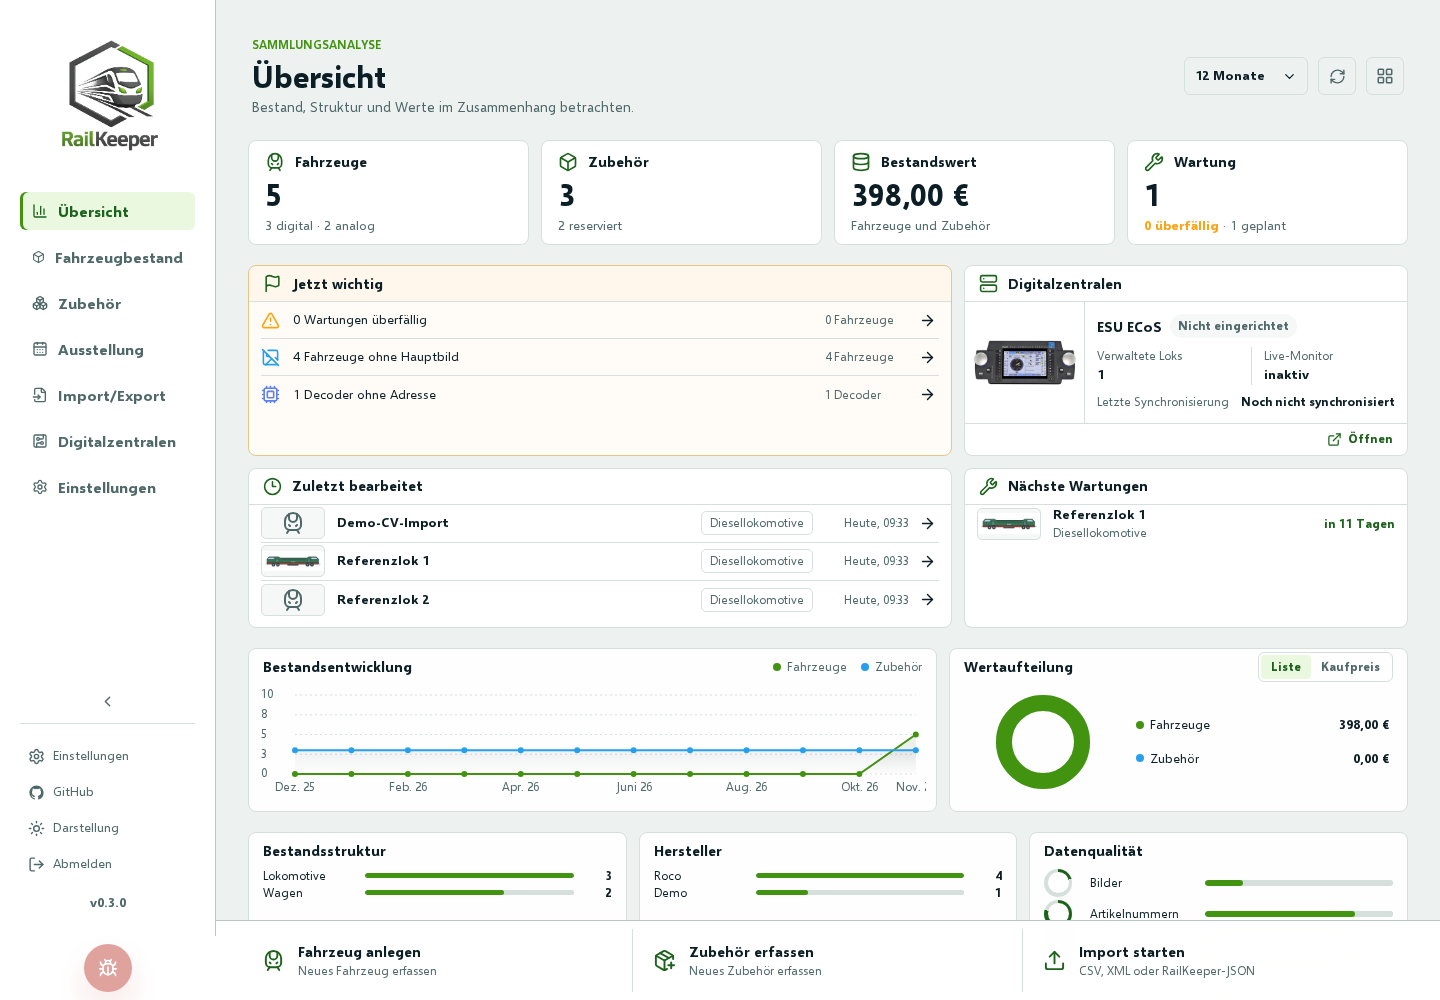 RailKeeper
Übersicht
Fahrzeugbestand
Zubehör
Ausstellung
Import/Export
Digitalzentralen
Einstellungen
Einstellungen
GitHub
Darstellung
Abmelden
v0.3.0
SAMMLUNGSANALYSE
Übersicht
Bestand, Struktur und Werte im Zusammenhang betrachten.
12 Monate
Fahrzeuge
5
3 digital · 2 analog
Zubehör
3
2 reserviert
Bestandswert
398,00 €
Fahrzeuge und Zubehör
Wartung
1
0 überfällig · 1 geplant
Jetzt wichtig
0 Wartungen überfällig 0 Fahrzeuge
4 Fahrzeuge ohne Hauptbild 4 Fahrzeuge
1 Decoder ohne Adresse 1 Decoder
Digitalzentralen
ESU ECoS Nicht eingerichtet
Verwaltete Loks Live-Monitor
1 inaktiv
Letzte Synchronisierung Noch nicht synchronisiert
Öffnen
Zuletzt bearbeitet
Demo-CV-Import Diesellokomotive Heute, 09:33
Referenzlok 1 Diesellokomotive Heute, 09:33
Referenzlok 2 Diesellokomotive Heute, 09:33
Nächste Wartungen
Referenzlok 1
Diesellokomotive
in 11 Tagen
Bestandsentwicklung Fahrzeuge Zubehör
10
8
5
3
0
Dez. 25 Feb. 26 Apr. 26 Juni 26 Aug. 26 Okt. 26 Nov.
Wertaufteilung Liste Kaufpreis
Fahrzeuge 398,00 €
Zubehör 0,00 €
Bestandsstruktur
Lokomotive 3
Wagen 2
Hersteller
Roco 4
Demo 1
Datenqualität
Bilder
Artikelnummern
Fahrzeug anlegen
Neues Fahrzeug erfassen
Zubehör erfassen
Neues Zubehör erfassen
Import starten
CSV, XML oder RailKeeper-JSON